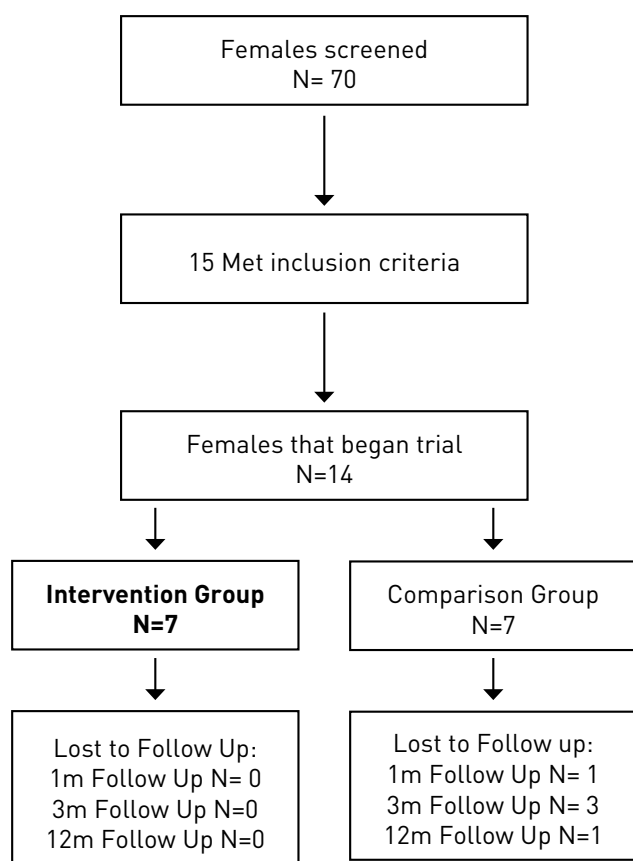 Females screened
N= 70
15 Met inclusion criteria
Females that began trial
N=14
Intervention Group
N=7
Comparison Group
N=7
Lost to Follow Up:
1m Follow Up N= 0
3m Follow Up N=0
12m Follow Up N=0
Lost to Follow up:
1m Follow Up N= 1
3m Follow Up N= 3
12m Follow Up N=1